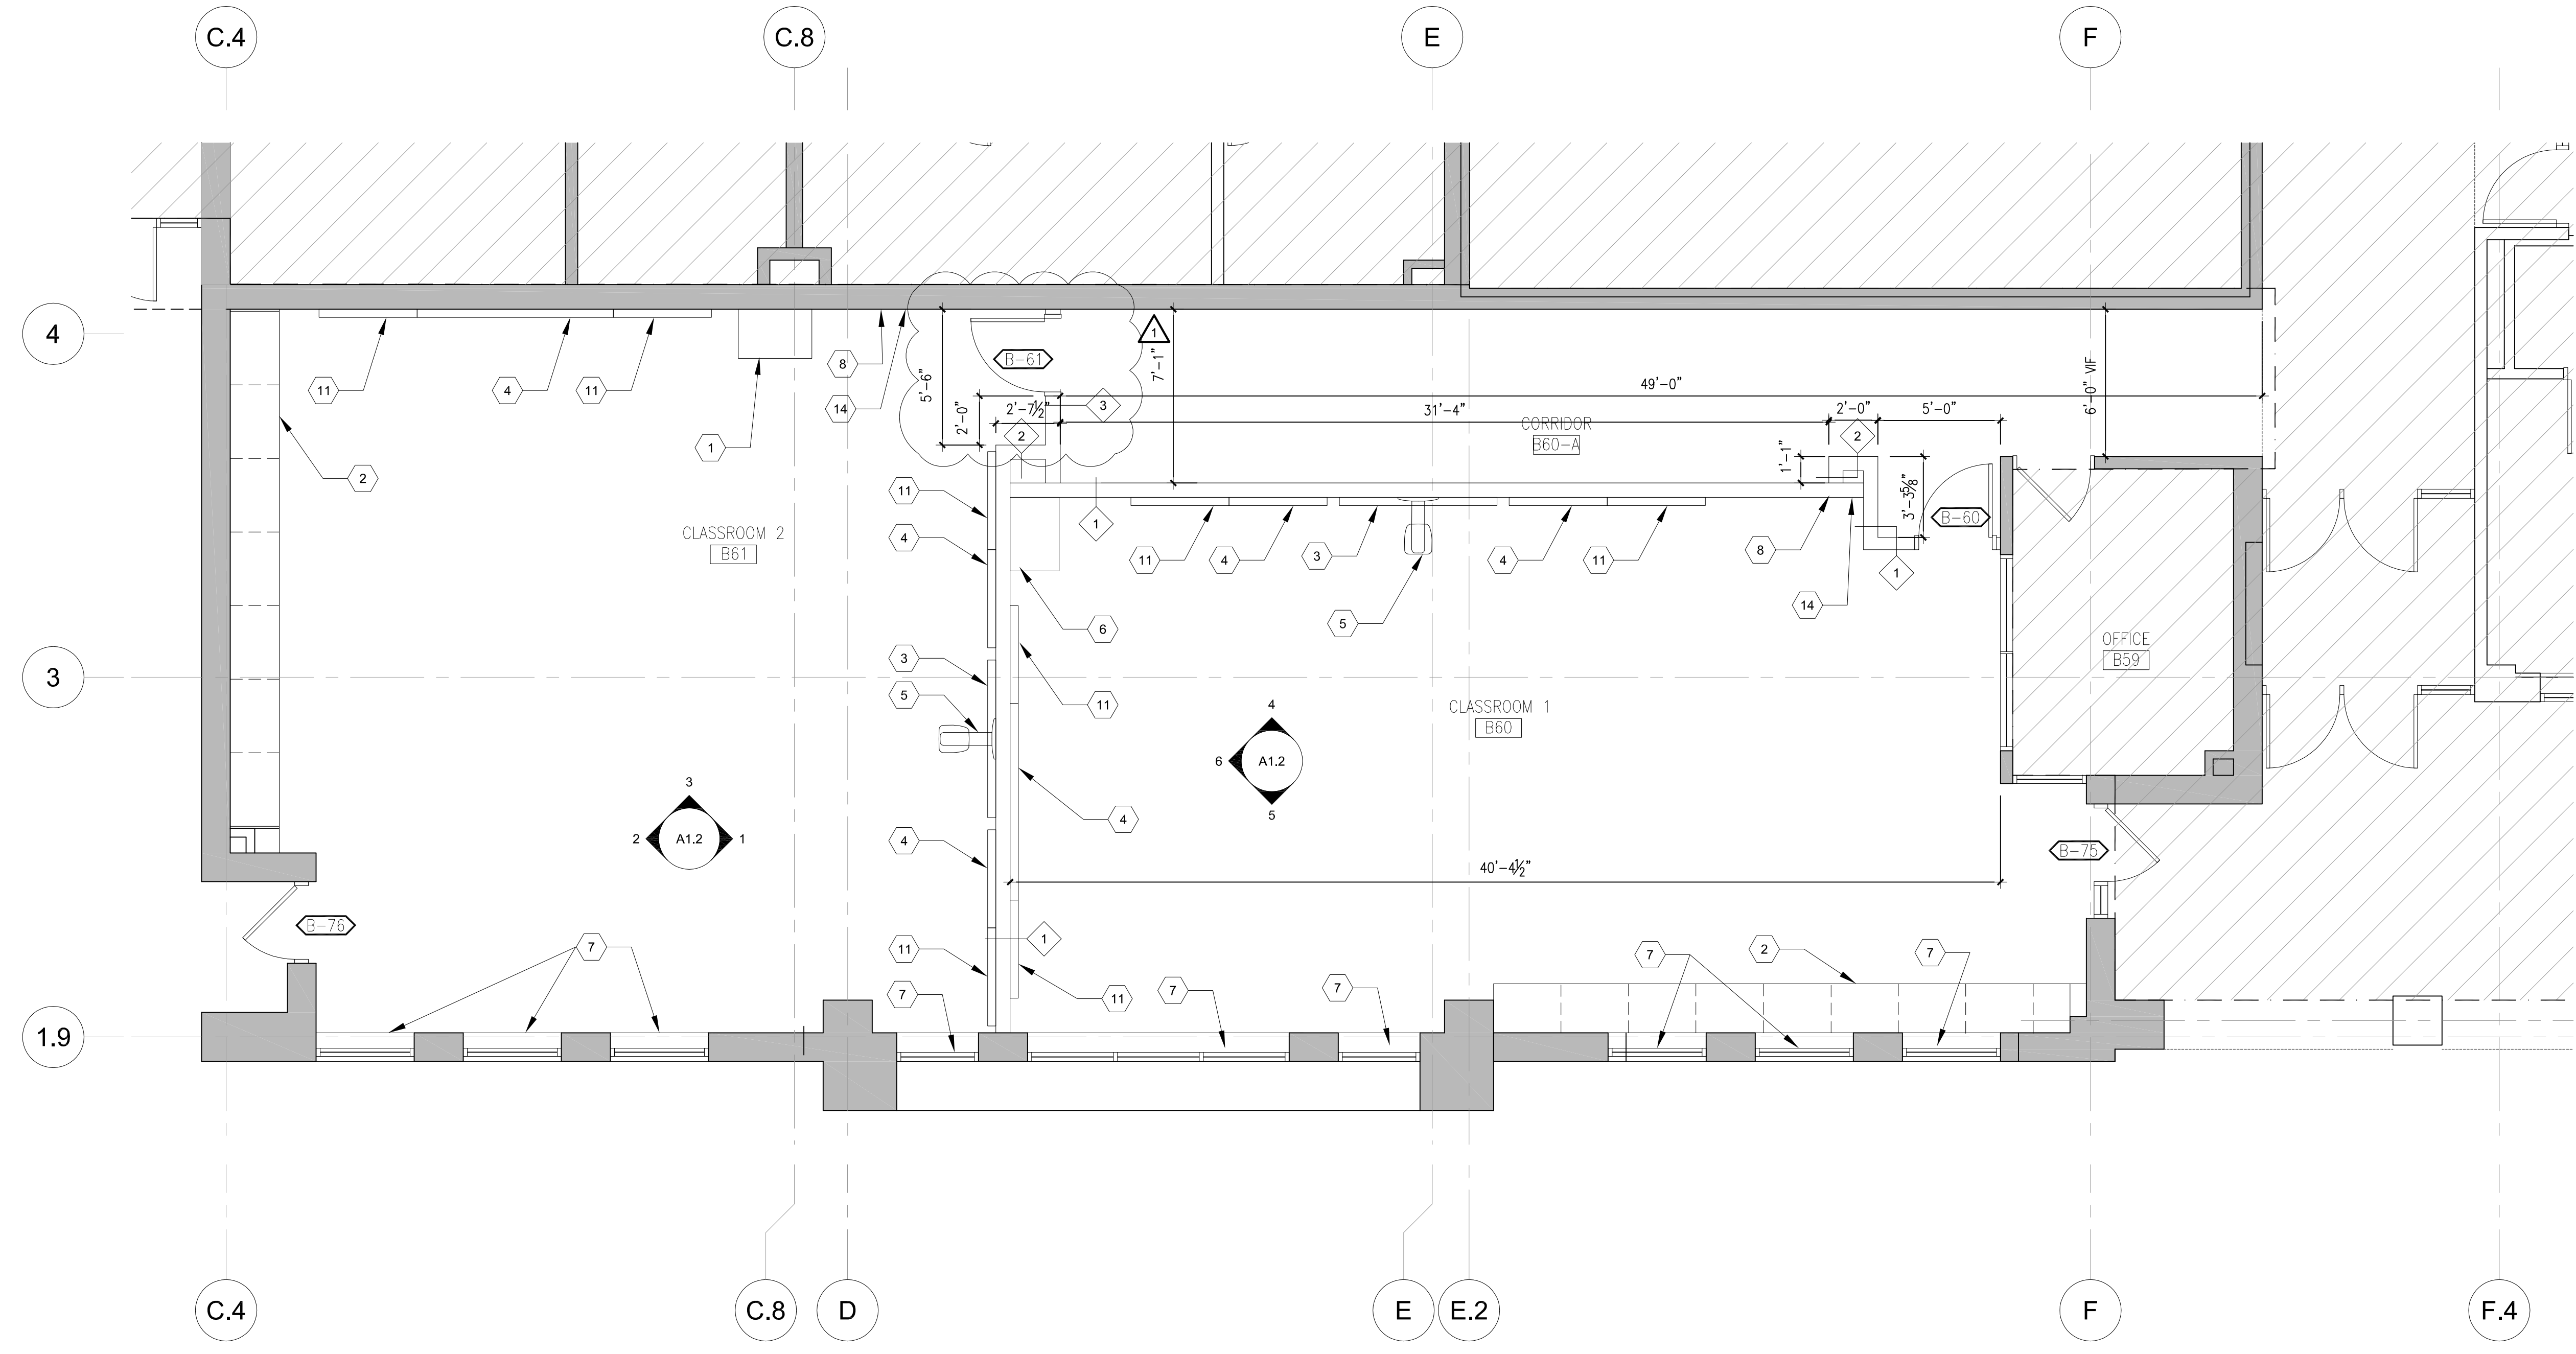 C.4
C.8
E
F
4
1
B-61
8
11
4
11
14
1
2
5'-6"
2'-0"
2'-7½"
3
2
7'-1"
49'-0"
31'-4"
CORRIDOR
B60-A
2'-0"
5'-0"
6'-0" VIF
2
1'-1"
3'-3⅝"
B-60
11
4
CLASSROOM 2
B61
1
11
4
3
4
11
8
1
5
14
6
OFFICE
B59
3
3
5
11
CLASSROOM 1
B60
4
6
A1.2
5
3
2
A1.2
1
4
4
B-75
40'-4½"
B-76
7
11
1
7
2
7
7
11
7
7
1.9
C.4
C.8
D
E
E.2
F
F.4